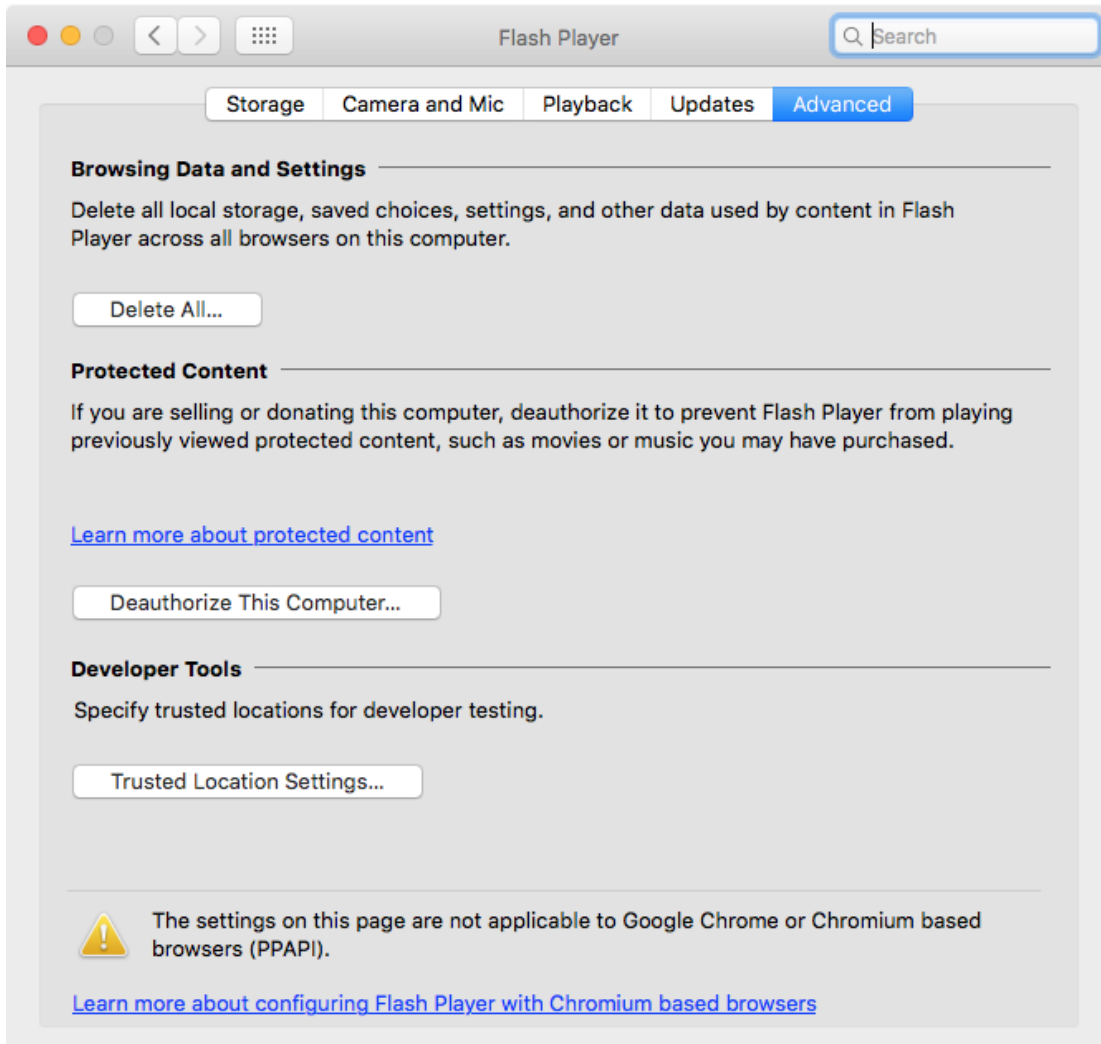 Flash Player
Search
Storage
Camera and Mic
Playback
Updates
Advanced
Browsing Data and Settings
Delete all local storage, saved choices, settings, and other data used by content in Flash
Player across all browsers on this computer.
Delete All...
Protected Content
If you are selling or donating this computer, deauthorize it to prevent Flash Player from playing
previously viewed protected content, such as movies or music you may have purchased.
Learn more about protected content
Deauthorize This Computer...
Developer Tools
Specify trusted locations for developer testing.
Trusted Location Settings...
The settings on this page are not applicable to Google Chrome or Chromium based
browsers (PPAPI).
Learn more about configuring Flash Player with Chromium based browsers